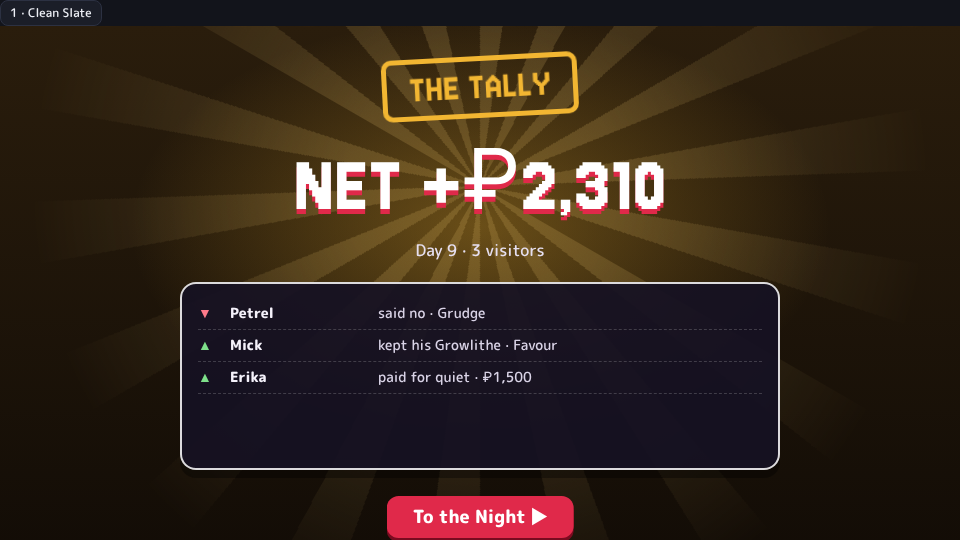 1 · Clean Slate
THE TALLY
NET +₽2,310
Day 9 · 3 visitors
▼ Petrel said no · Grudge
▲ Mick kept his Growlithe · Favour
▲ Erika paid for quiet · ₽1,500
To the Night ▶